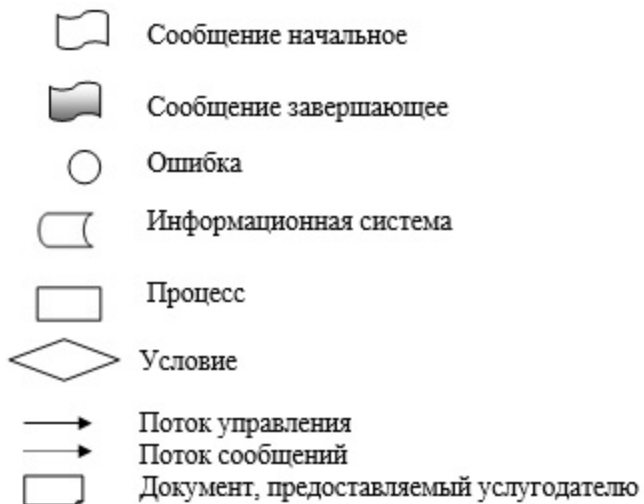 Сообщение начальное
Сообщение завершающее
Ошибка
Информационная система
Процесс
Условие
Поток управления
Поток сообщений
Документ, предоставляемый услугодателю